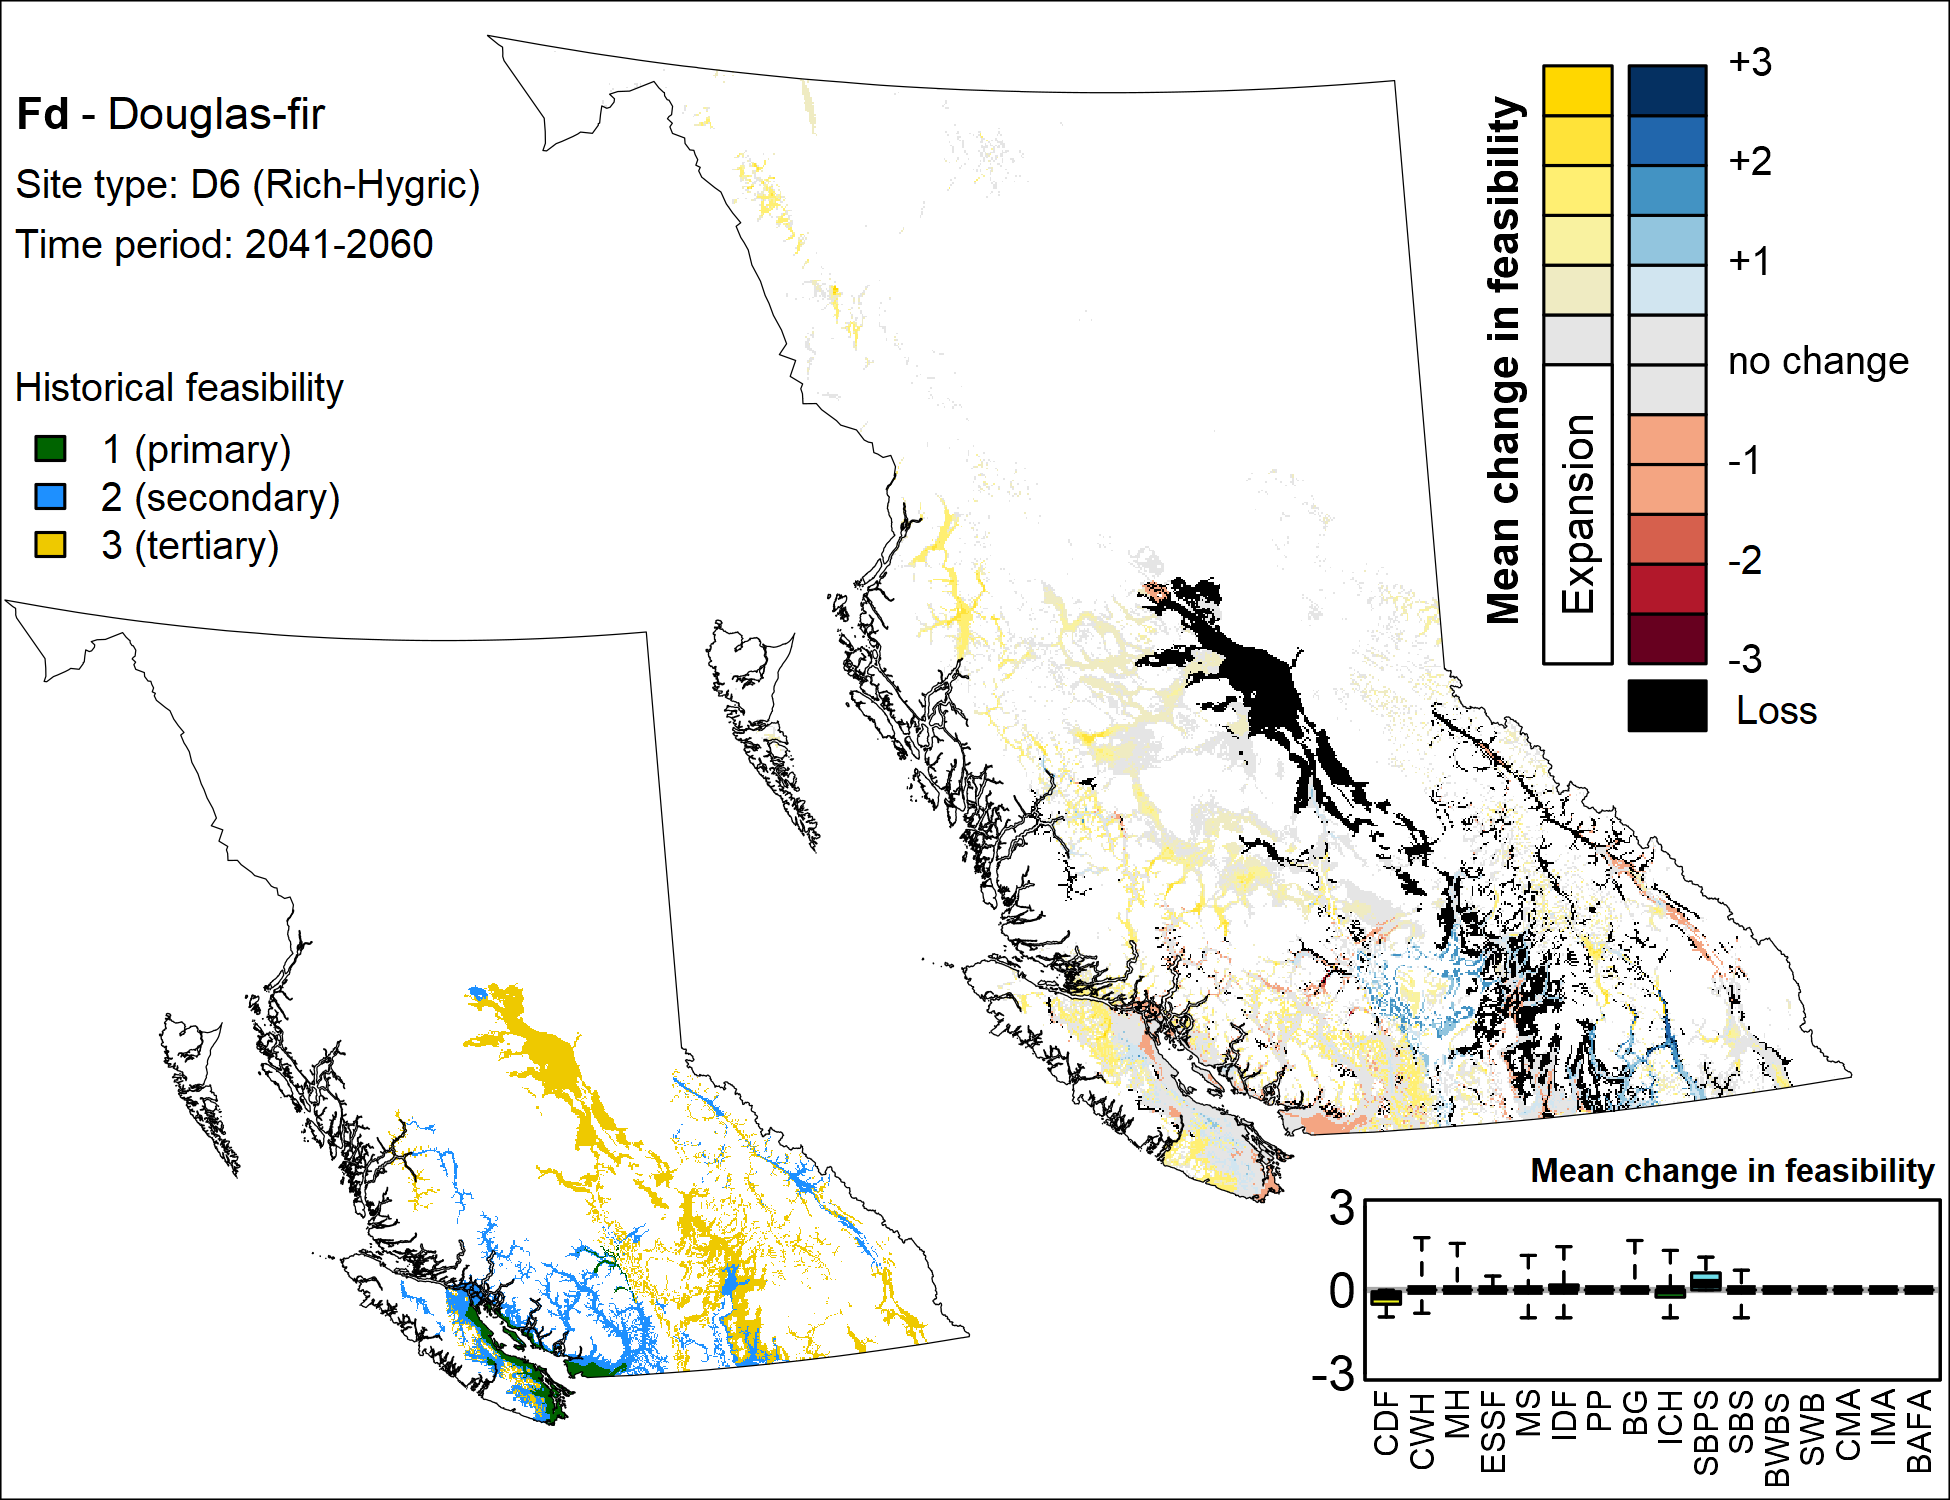 Fd - Douglas-fir
Site type: D6 (Rich-Hygric)
Time period: 2041-2060
Historical feasibility
1 (primary)
2 (secondary)
3 (tertiary)
Mean change in feasibility
Expansion
+3
+2
+1
no change
-1
-2
-3
Loss
Mean change in feasibility
3
0
-3
CDF
CWH
MH
ESSF
MS
IDF
PP
BG
ICH
SBPS
SBS
BWBS
SWB
CMA
IMA
BAFA